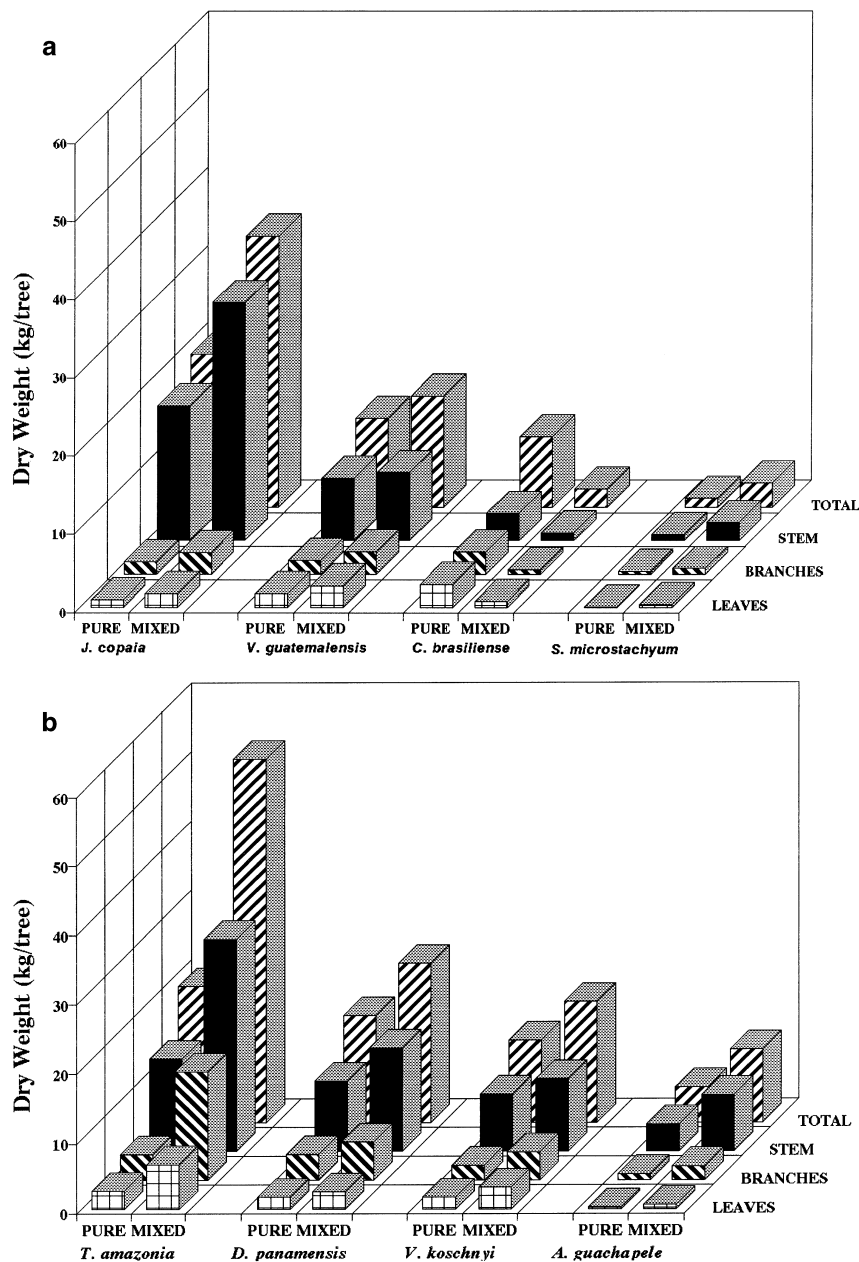 a
60
50
40
30
20
10
0
Dry Weight (kg/tree)
TOTAL
STEM
BRANCHES
LEAVES
PURE MIXED PURE MIXED PURE MIXED PURE MIXED
J. copaia V. guatemalensis C. brasiliense S. microstachyum
b
60
50
40
30
20
10
0
Dry Weight (kg/tree)
TOTAL
STEM
BRANCHES
LEAVES
PURE MIXED PURE MIXED PURE MIXED PURE MIXED
T. amazonia D. panamensis V. koschnyi A. guachapele